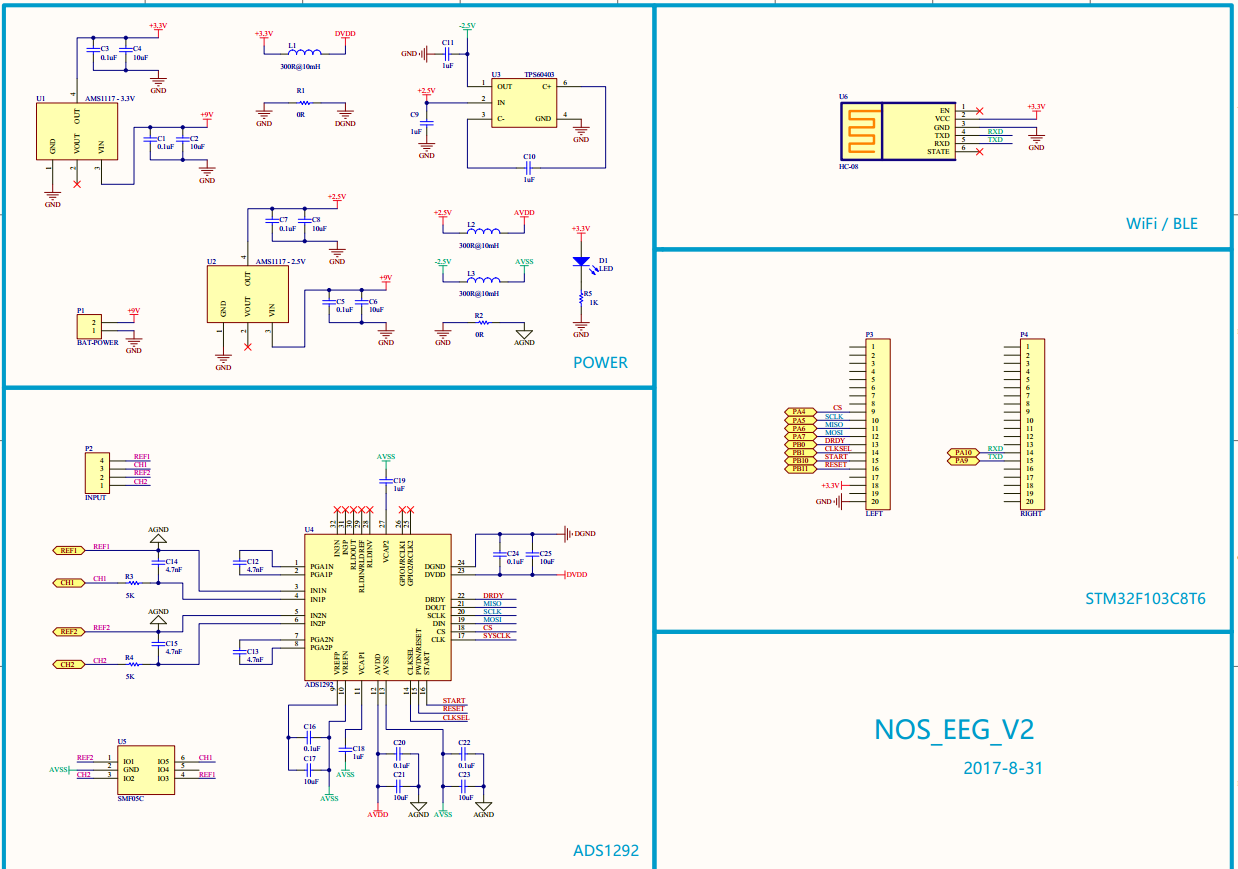 +3.3V
C3
0.1uF
C4
10uF
GND
U1
AMS1117 - 3.3V
4
OUT
GND
VOUT
VIN
1
2
3
GND
+9V
C1
0.1uF
C2
10uF
GND
+3.3V
L1
DVDD
300R@10mH
R1
0R
GND
DGND
-2.5V
C11
GND
1uF
U3
TPS60403
1
OUT
C+
6
+2.5V
2
IN
3
C-
GND
4
C9
1uF
GND
GND
C10
1uF
+2.5V
C7
0.1uF
C8
10uF
GND
U2
AMS1117 - 2.5V
4
OUT
GND
VOUT
VIN
1
2
3
GND
+9V
C5
0.1uF
C6
10uF
GND
+2.5V
L2
AVDD
300R@10mH
-2.5V
L3
AVSS
300R@10mH
R2
0R
GND
AGND
+3.3V
D1
LED
R5
1K
GND
P1
2
1
BAT-POWER
+9V
GND
POWER
U6
EN
1
VCC
2
GND
3
TXD
4
RXD
RXD
5
TXD
STATE
6
HC-08
+3.3V
GND
WiFi / BLE
P2
4
REF1
3
CH1
2
REF2
1
CH2
INPUT
AGND
REF1
REF1
C14
4.7nF
CH1
CH1
R3
5K
AGND
REF2
REF2
C15
4.7nF
CH2
CH2
R4
5K
C12
4.7nF
C13
4.7nF
AVSS
C19
1uF
U4
32
31
30
29
28
27
26
25
IN3N
IN3P
RLDOUT
RLDIN/RLDREF
RLDINV
VCAP2
GPIO1/RCLK1
GPIO2/RCLK2
1
PGA1N
2
PGA1P
3
IN1N
4
IN1P
5
IN2N
6
IN2P
7
PGA2N
8
PGA2P
DGND
24
DVDD
23
DRDY
22
DRDY
DOUT
21
MISO
SCLK
20
SCLK
DIN
19
MOSI
CS
18
CS
CLK
17
SYSCLK
VREFP
VREFN
VCAP1
AVDD
AVSS
CLKSEL
PWDN/RESET
START
9
10
11
12
13
14
15
16
ADS1292
DGND
C24
0.1uF
C25
10uF
DVDD
START
RESET
CLKSEL
C16
0.1uF
C17
10uF
C18
1uF
AVSS
AVSS
C20
0.1uF
C21
10uF
AVDD
AGND
C22
0.1uF
C23
10uF
AVSS
AGND
U5
REF2
1
IO1
IO5
6
CH1
AVSS
2
GND
IO4
5
CH2
3
IO2
IO3
4
REF1
SMF05C
ADS1292
P3
1
2
3
4
5
6
7
8
PA4
CS
9
PA5
SCLK
10
PA6
MISO
11
PA7
MOSI
12
PB0
DRDY
13
PB1
CLKSEL
14
PB10
START
15
PB11
RESET
16
17
+3.3V
18
19
GND
20
LEFT
P4
1
2
3
4
5
6
7
8
9
10
11
12
13
PA10
RXD
14
PA9
TXD
15
16
17
18
19
20
RIGHT
STM32F103C8T6
NOS_EEG_V2
2017-8-31